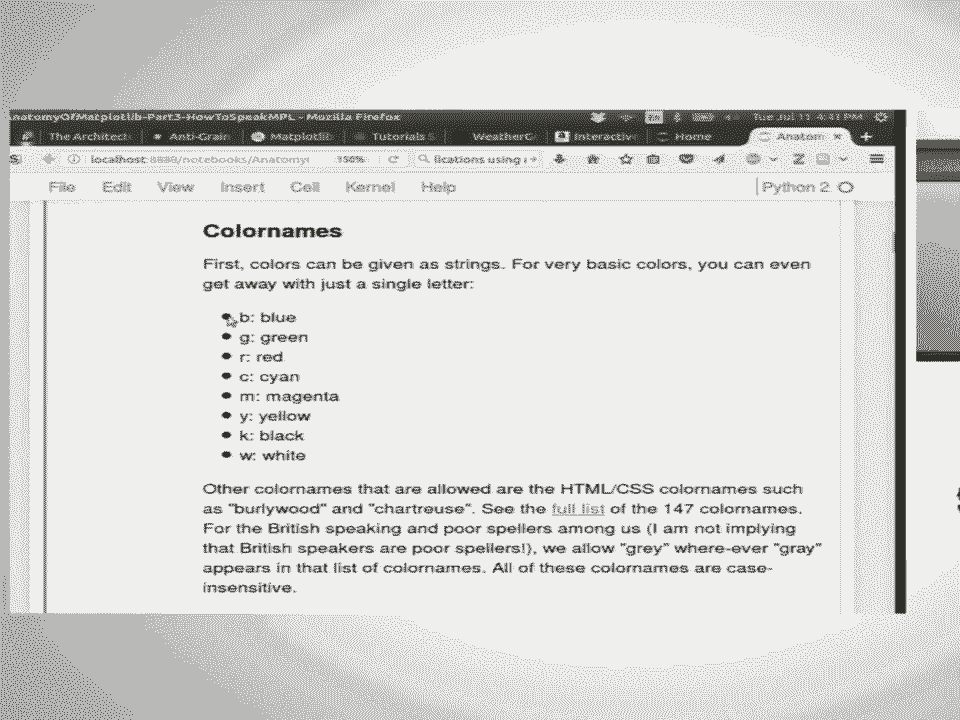 AnatomyOfMatplotlib-Part3-HowToSpeakMPL - Mozilla Firefox
Tue Jul 11 4:41 PM
The Architect Anti-Grain Matplotlib Tutorials WeatherG Interactive Home Anatom
localhost:8888/notebooks/Anatomy 150% lications using
File Edit View Insert Cell Kernel Help Python 2
Colornames
First, colors can be given as strings. For very basic colors, you can even
get away with just a single letter:
b: blue
g: green
r: red
c: cyan
m: magenta
y: yellow
k: black
w: white
Other colornames that are allowed are the HTML/CSS colornames such
as "burlywood" and "chartreuse". See the full list of the 147 colornames.
For the British speaking and poor spellers among us (I am not implying
that British speakers are poor spellers!), we allow "grey" where-ever "gray"
appears in that list of colornames. All of these colornames are case-
insensitive.